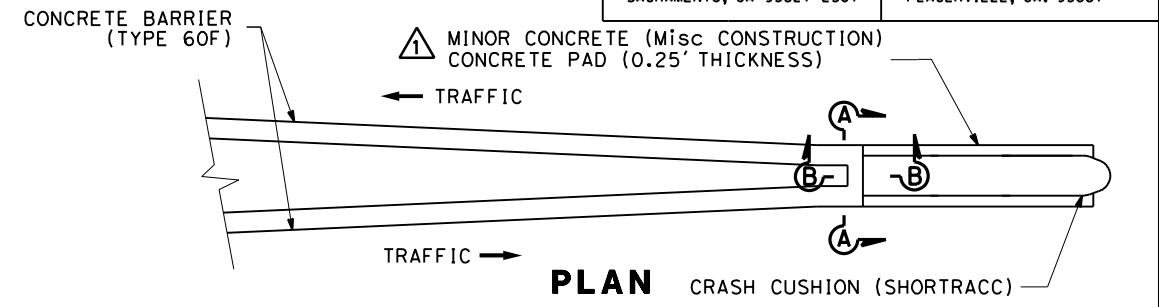 CONCRETE BARRIER
(TYPE 60F)
1 MINOR CONCRETE (Misc CONSTRUCTION)
CONCRETE PAD (0.25' THICKNESS)
TRAFFIC
A
B B
A
TRAFFIC
PLAN
CRASH CUSHION (SHORTRACC)